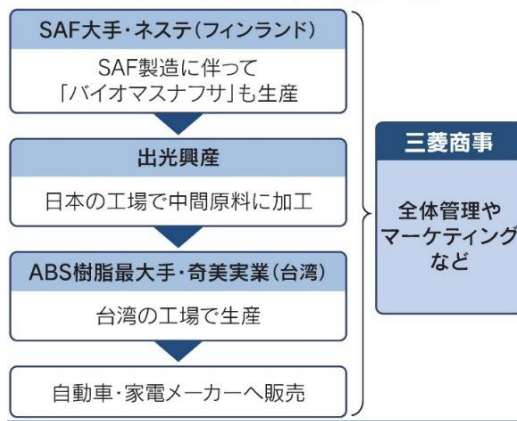 SAF大手・ネステ(フィンランド)
SAF製造に伴って
「バイオマスナフサ」も生産
出光興産
日本の工場で中間原料に加工
ABS樹脂最大手・奇美実業(台湾)
台湾の工場で生産
自動車・家電メーカーへ販売
三菱商事
全体管理や
マーケティング
など